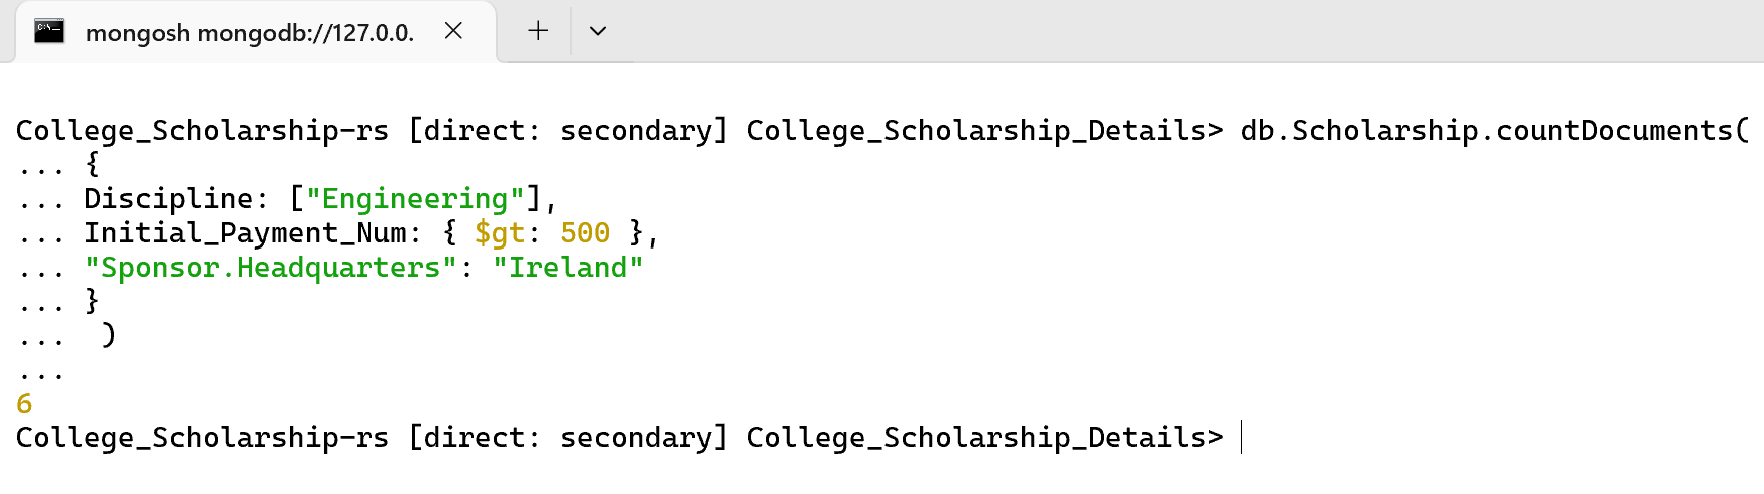 mongosh mongodb://127.0.0.
College_Scholarship-rs [direct: secondary] College_Scholarship_Details> db.Scholarship.countDocuments(
... {
... Discipline: ["Engineering"],
... Initial_Payment_Num: { $gt: 500 },
... "Sponsor.Headquarters": "Ireland"
... }
...  )
...
6
College_Scholarship-rs [direct: secondary] College_Scholarship_Details>